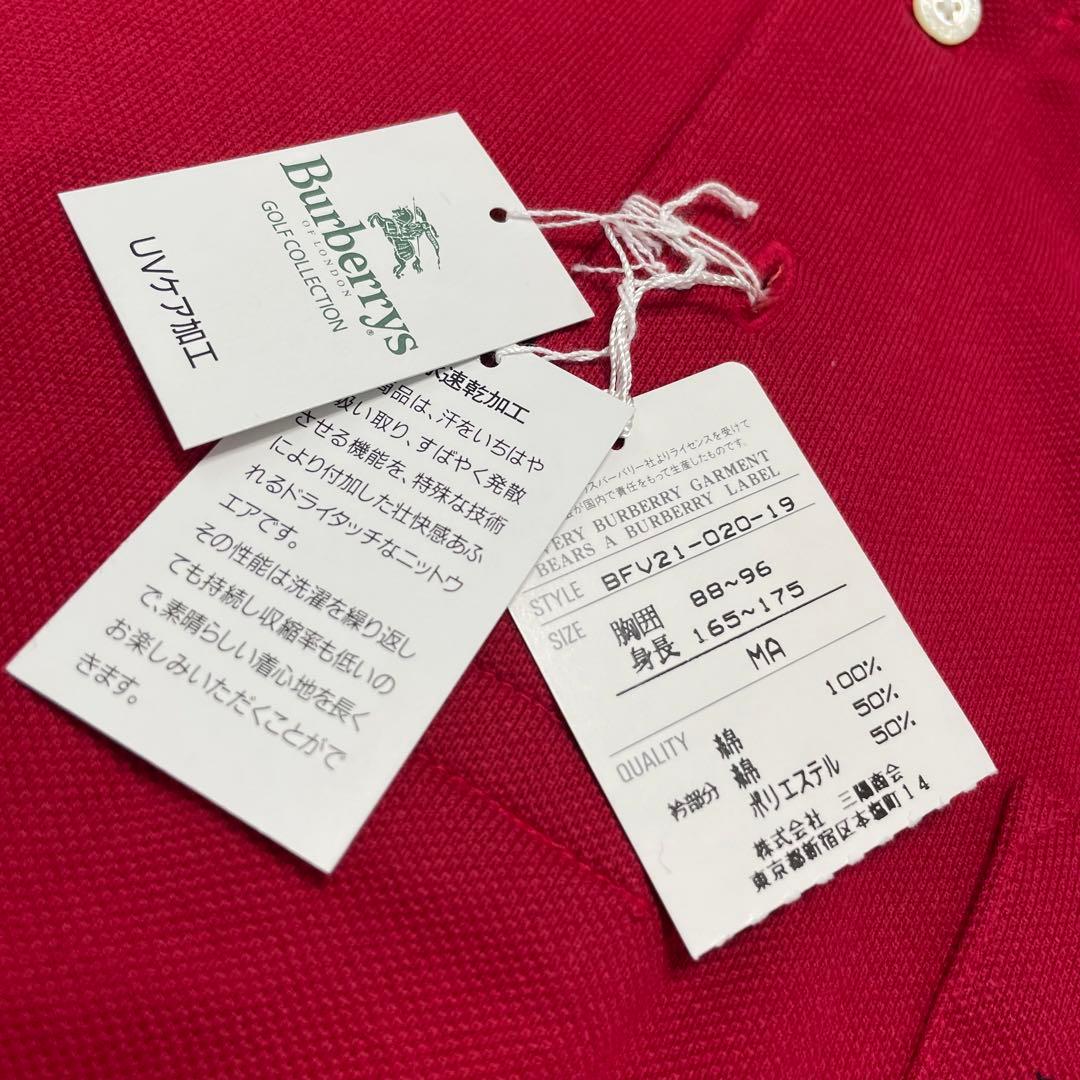 Burberrys®
OF LONDON
GOLF COLLECTION
UVケア加工
速乾加工
品は、汗をいちはや
吸い取り、すばやく発散
させる機能を、特殊な技術
により付加した壮快感あふ
れるドライタッチなニットウ
エアです。
その性能は洗濯を繰り返し
ても持続し収縮率も低いの
で、素晴らしい着心地を長く
お楽しみいただくことがで
きます。
スバーバリー社よりライセンスを受けて
が国内で責任をもって生産したものです。
VERY BURBERRY GARMENT
BEARS A BURBERRY LABEL
STYLE BFV21-020-19
SIZE 胸囲 88~96
身長 165~175
MA
QUALITY 綿 100%
衿部分 綿 50%
ポリエステル 50%
株式会社 三陽商会
東京都新宿区本塩町14